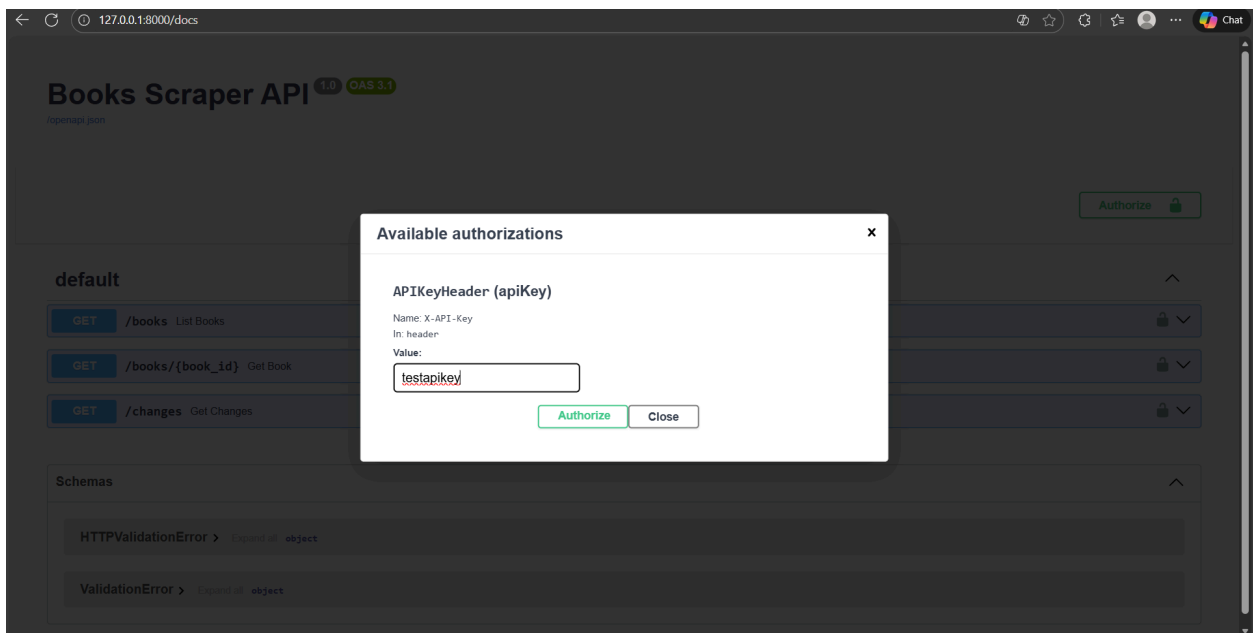 127.0.0.1:8000/docs
Chat
Books Scraper API 1.0 OAS 3.1
/openapi.json
Authorize
Available authorizations
x
APIKeyHeader (apiKey)
Name: X-API-Key
In: header
Value:
testapikey
Authorize Close
default
GET /books List Books
GET /books/{book_id} Get Book
GET /changes Get Changes
Schemas
HTTPValidationError > Expand all object
ValidationError > Expand all object